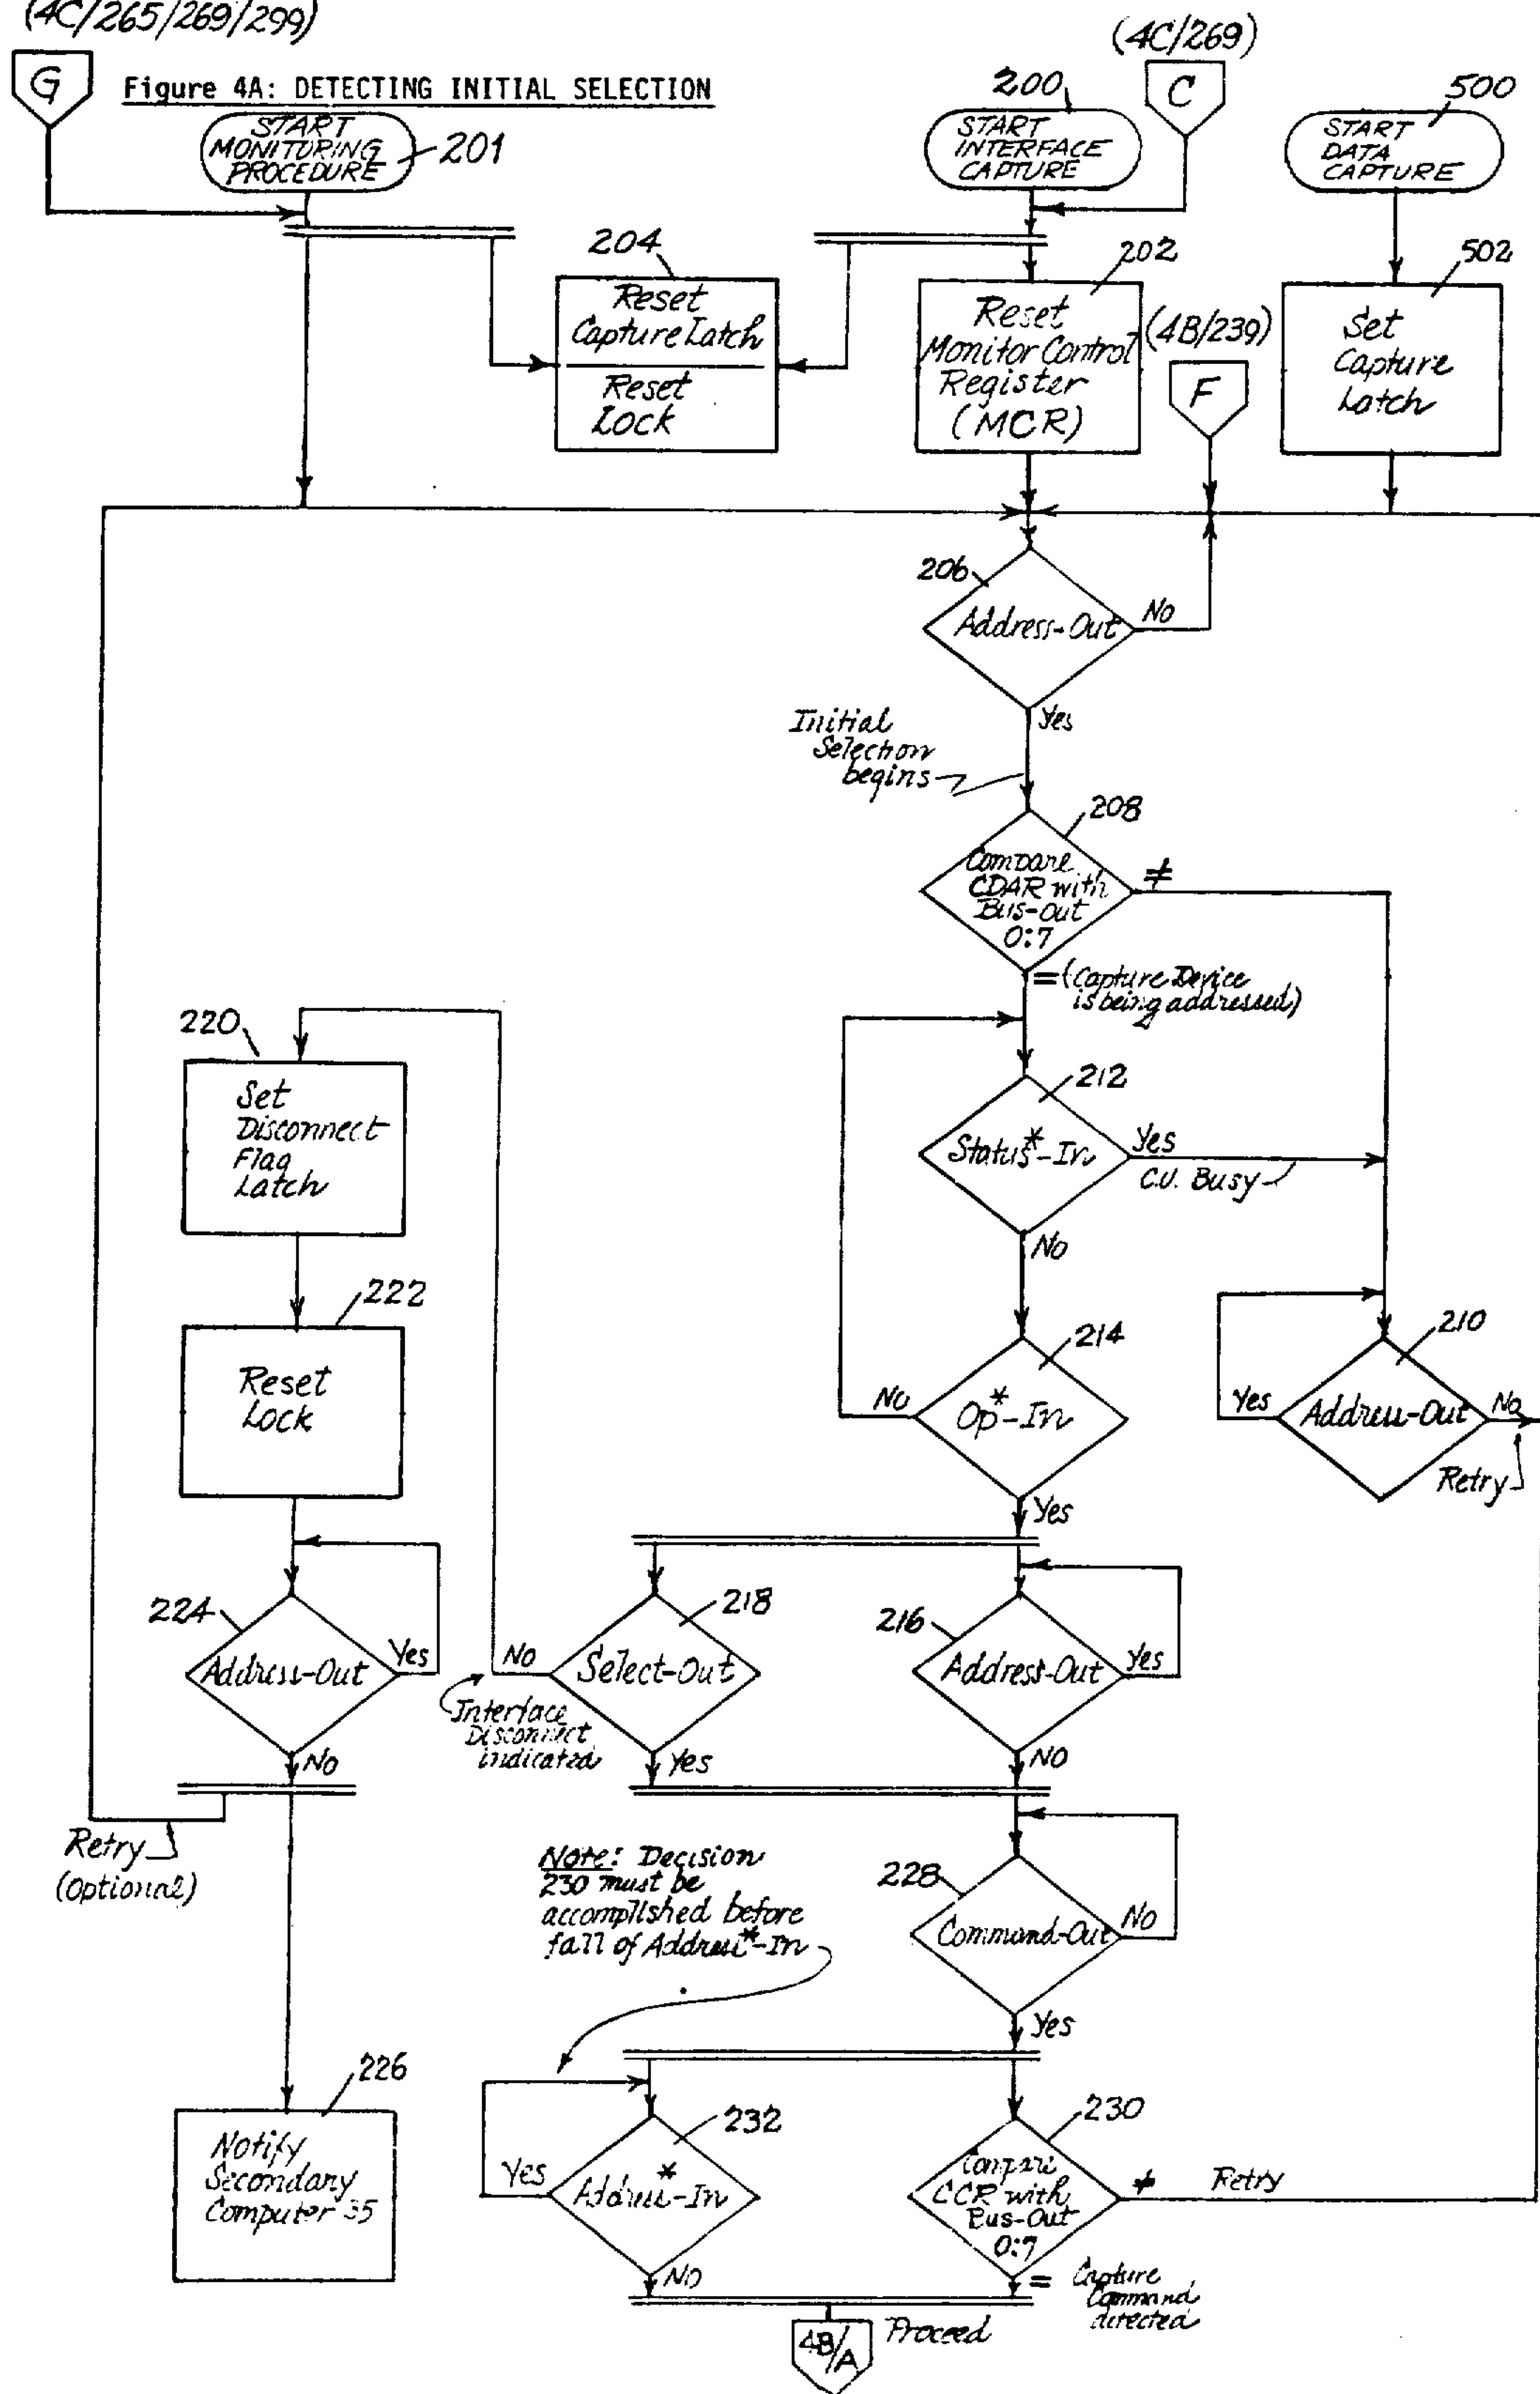 (4C/265/269/299)
G
Figure 4A: DETECTING INITIAL SELECTION
(4C/269)
C
START
MONITURING
PROCEDURE
201
200
START
INTERFACE
CAPTURE
500
START
DATA
CAPTURE
204
Reset
Capture Latch
Reset
Lock
202
Reset
Monitor Control
Register
(MCR)
(4B/239)
F
502
Set
Capture
Latch
206
Address-Out
No
Yes
Initial
Selection
begins
208
Compare
CDAR with
Bus-out
0:7
≠
= (Capture Device
is being addressed)
220
Set
Disconnect
Flag
Latch
212
Status*-In
Yes
C.U. Busy
No
222
Reset
Lock
214
Op*-In
No
Yes
210
Address-Out
Yes
No
Retry
224
Address-Out
Yes
No
218
Select-Out
No
Interface
Disconnect
indicated
Yes
216
Address-Out
Yes
NO
Retry
(Optional)
Note: Decision
230 must be
accomplished before
fall of Address*-In
228
Command-Out
No
Yes
226
Notify
Secondary
Computer 35
232
Address*-In
Yes
NO
230
Compare
CCR with
Bus-Out
0:7
≠
Retry
= Capture
Command
detected
Proceed
4B/
A